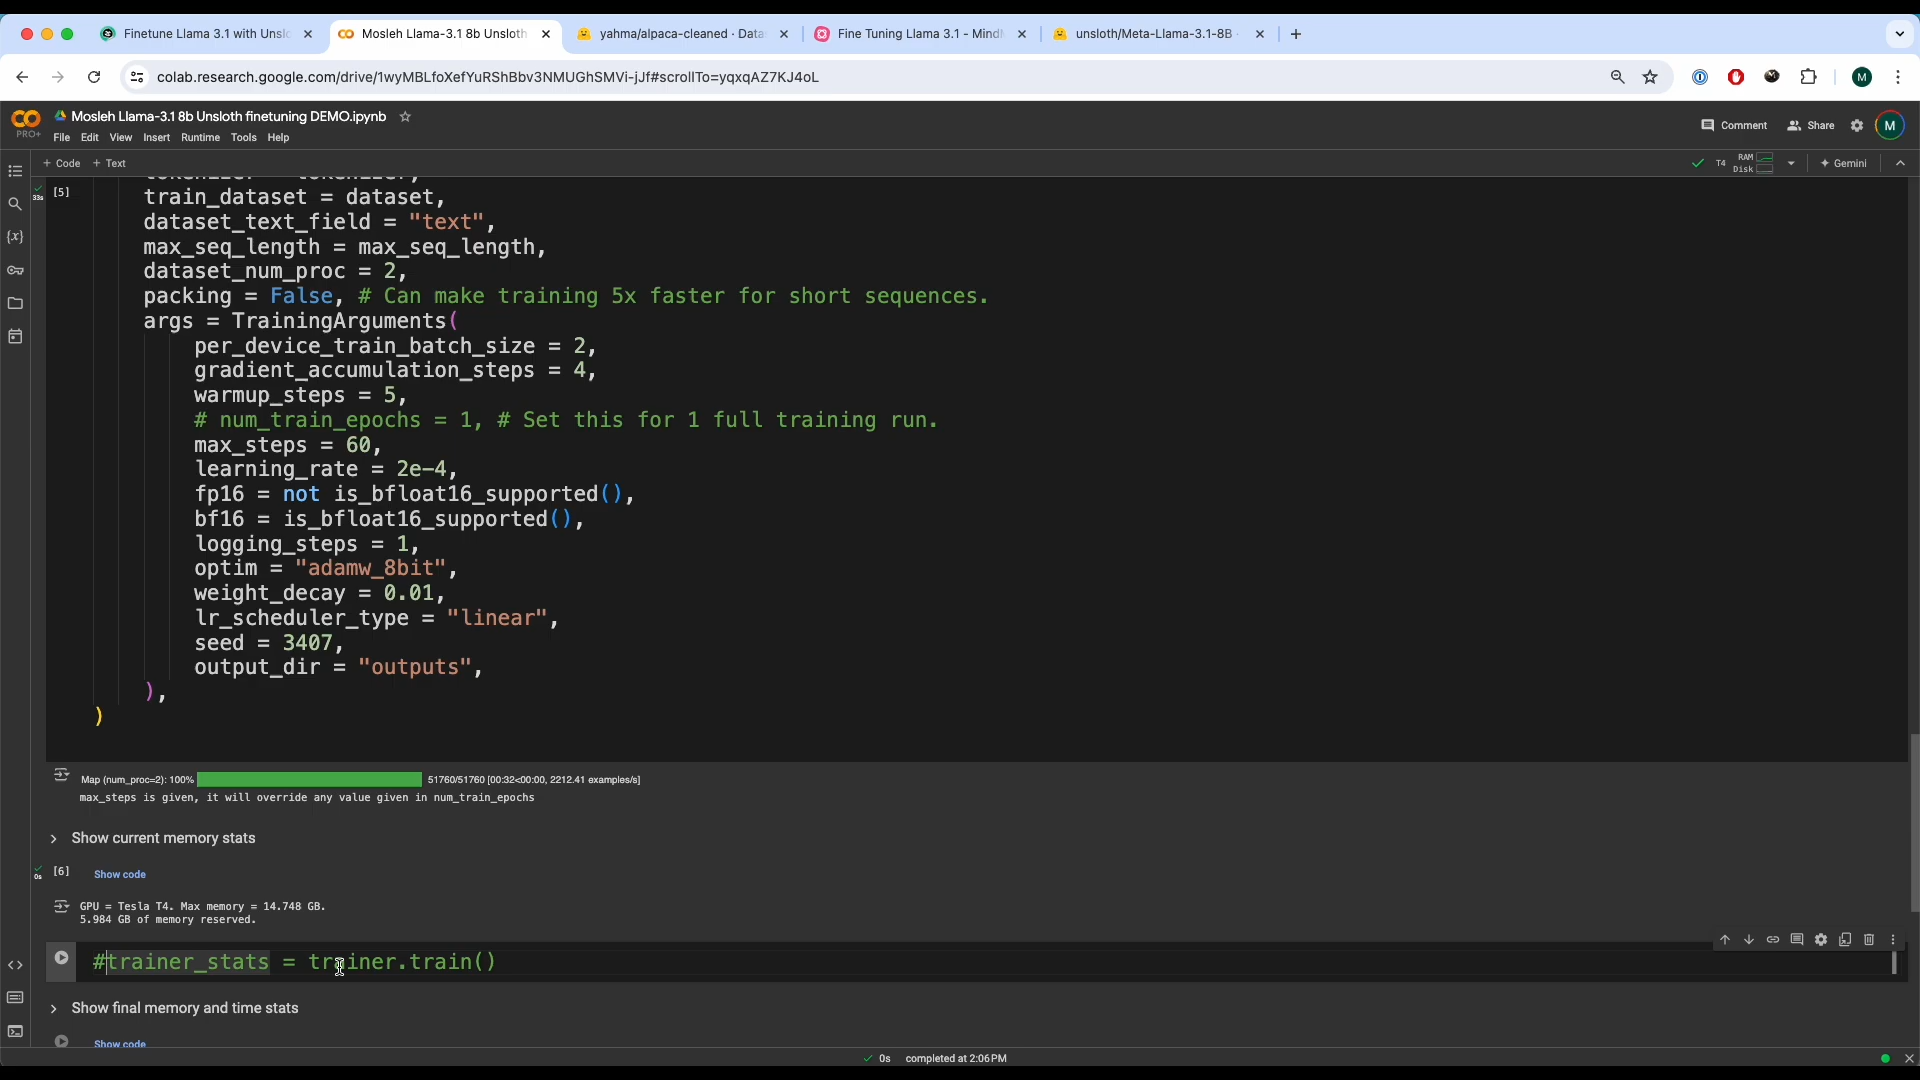 Finetune Llama 3.1 with Unslo
Mosleh Llama-3.1 8b Unsloth
yahma/alpaca-cleaned · Data
Fine Tuning Llama 3.1 - Mind
unsloth/Meta-Llama-3.1-8B
colab.research.google.com/drive/1wyMBLfoXefYuRShBbv3NMUGhSMVi-jJf#scrollTo=yqxqAZ7KJ4oL
M
Mosleh Llama-3.1 8b Unsloth finetuning DEMO.ipynb
PRO+
File Edit View Insert Runtime Tools Help
Comment Share M
+ Code + Text
T4 RAM Disk Gemini
33s [5]
train_dataset = dataset,
dataset_text_field = "text",
max_seq_length = max_seq_length,
dataset_num_proc = 2,
packing = False, # Can make training 5x faster for short sequences.
args = TrainingArguments(
per_device_train_batch_size = 2,
gradient_accumulation_steps = 4,
warmup_steps = 5,
# num_train_epochs = 1, # Set this for 1 full training run.
max_steps = 60,
learning_rate = 2e-4,
fp16 = not is_bfloat16_supported(),
bf16 = is_bfloat16_supported(),
logging_steps = 1,
optim = "adamw_8bit",
weight_decay = 0.01,
lr_scheduler_type = "linear",
seed = 3407,
output_dir = "outputs",
),
)
Map (num_proc=2): 100% 51760/51760 [00:32<00:00, 2212.41 examples/s]
max_steps is given, it will override any value given in num_train_epochs
Show current memory stats
0s [6] Show code
GPU = Tesla T4. Max memory = 14.748 GB.
5.984 GB of memory reserved.
#trainer_stats = trainer.train()
Show final memory and time stats
Show code
0s completed at 2:06 PM